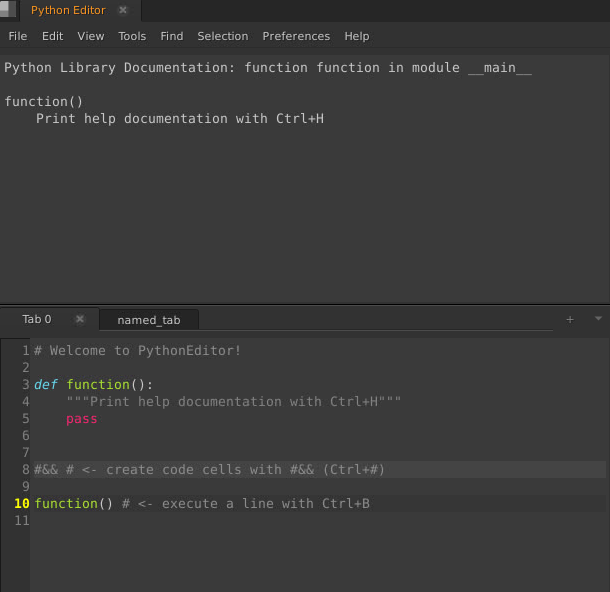 Python Editor
File Edit View Tools Find Selection Preferences Help
Python Library Documentation: function function in module __main__
function()
    Print help documentation with Ctrl+H
Tab 0 named_tab +
1 # Welcome to PythonEditor!
2
3 def function():
4     """Print help documentation with Ctrl+H"""
5     pass
6
7
8 #&& # <- create code cells with #&& (Ctrl+#)
9
10 function() # <- execute a line with Ctrl+B
11